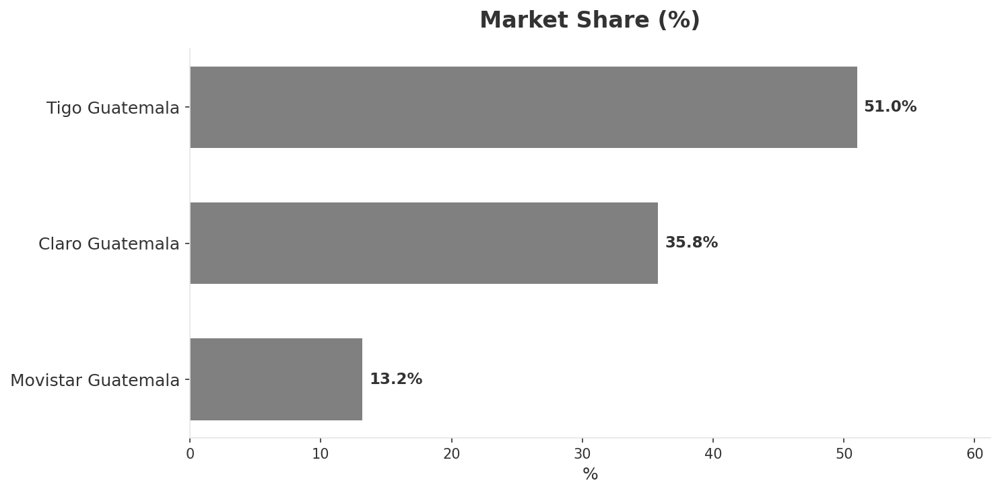 Market Share (%)
Tigo Guatemala
51.0%
Claro Guatemala
35.8%
Movistar Guatemala
13.2%
0 10 20 30 40 50 60
%